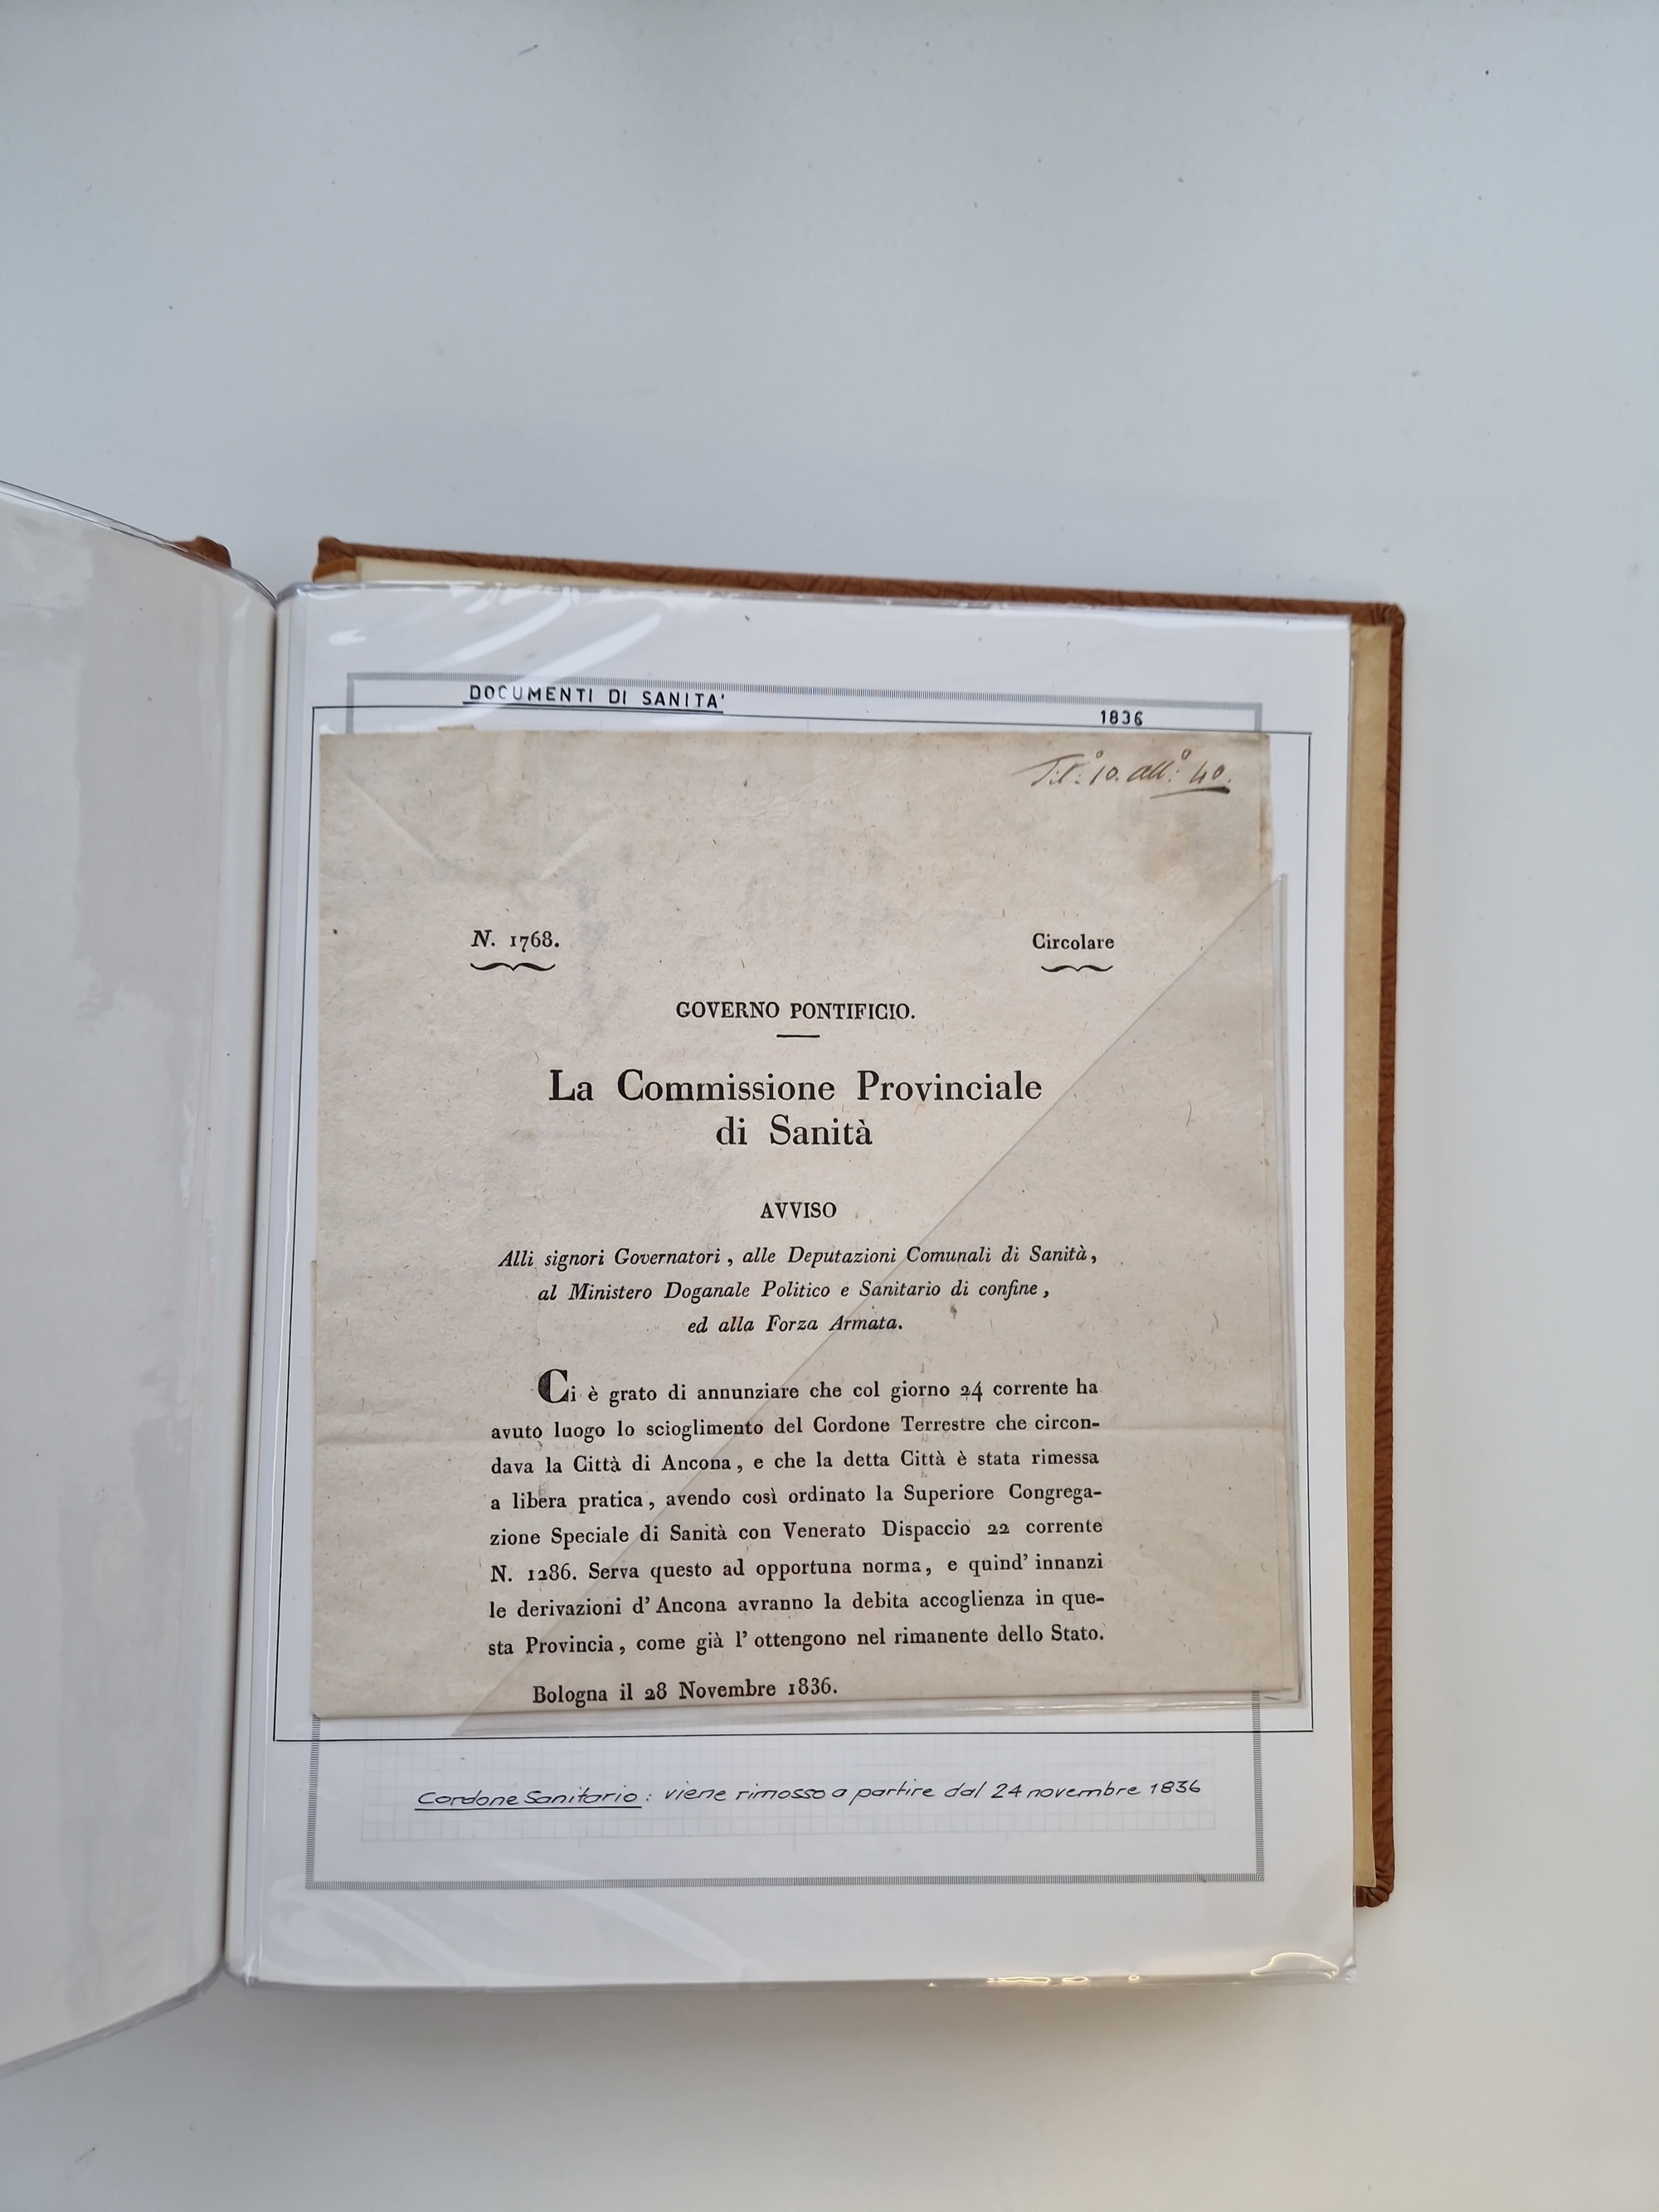 DOCUMENTI DI SANITA'
1836
Tit.° 10. all.° 40.
N. 1768.
Circolare
GOVERNO PONTIFICIO.
La Commissione Provinciale
di Sanità
AVVISO
Alli signori Governatori, alle Deputazioni Comunali di Sanità,
al Ministero Doganale Politico e Sanitario di confine,
ed alla Forza Armata.
Ci è grato di annunziare che col giorno 24 corrente ha
avuto luogo lo scioglimento del Cordone Terrestre che circon-
dava la Città di Ancona, e che la detta Città è stata rimessa
a libera pratica, avendo così ordinato la Superiore Congrega-
zione Speciale di Sanità con Venerato Dispaccio 22 corrente
N. 1286. Serva questo ad opportuna norma, e quind' innanzi
le derivazioni d' Ancona avranno la debita accoglienza in que-
sta Provincia, come già l' ottengono nel rimanente dello Stato.
Bologna il 28 Novembre 1836.
Cordone Sanitario: viene rimosso a partire dal 24 novembre 1836